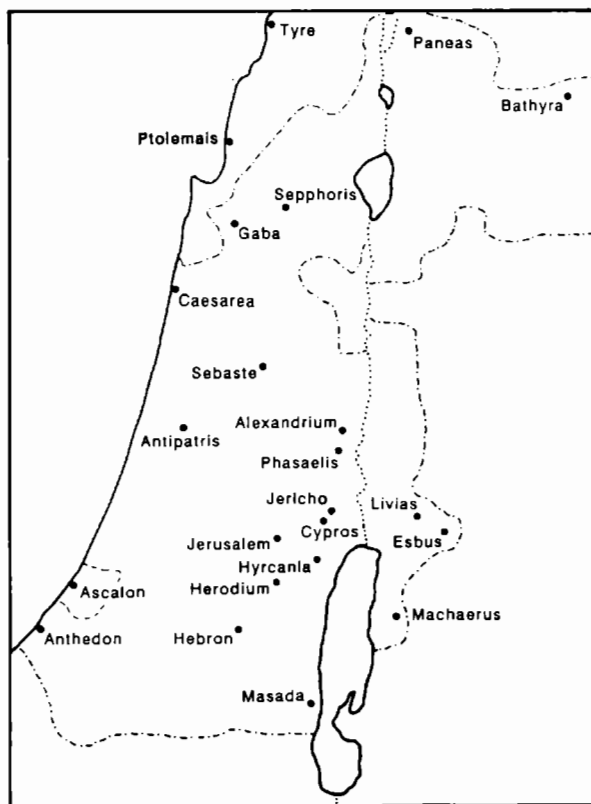 Tyre
Paneas
Bathyra
Ptolemais
Sepphoris
Gaba
Caesarea
Sebaste
Alexandrium
Antipatris
Phasaelis
Jericho
Livias
Cypros
Esbus
Jerusalem
Hyrcania
Herodium
Ascalon
Machaerus
Anthedon
Hebron
Masada